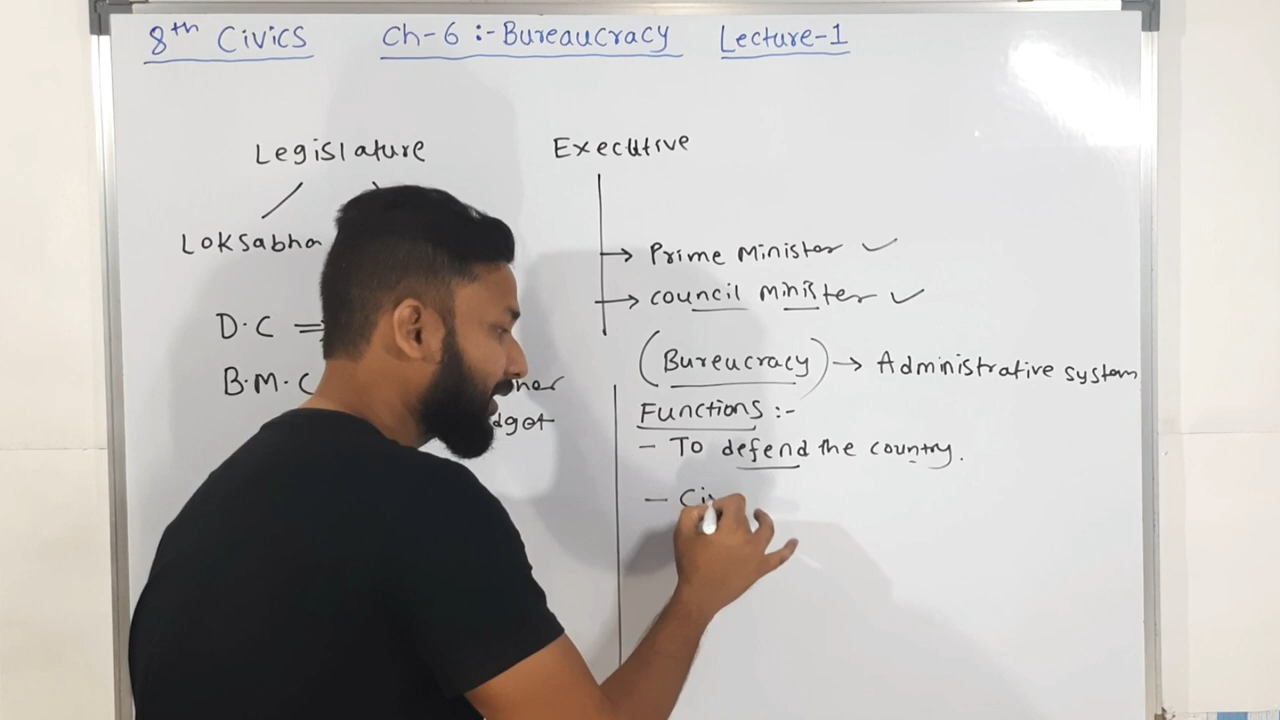 8th Civics Ch-6 :- Bureaucracy Lecture-1
Legislature
Loksabha
D.C ⇒
B.M.C
Executive
→ Prime Minister ✓
→ council minister ✓
(Bureucracy) → Administrative system
Functions :-
- To defend the country.
- Civ